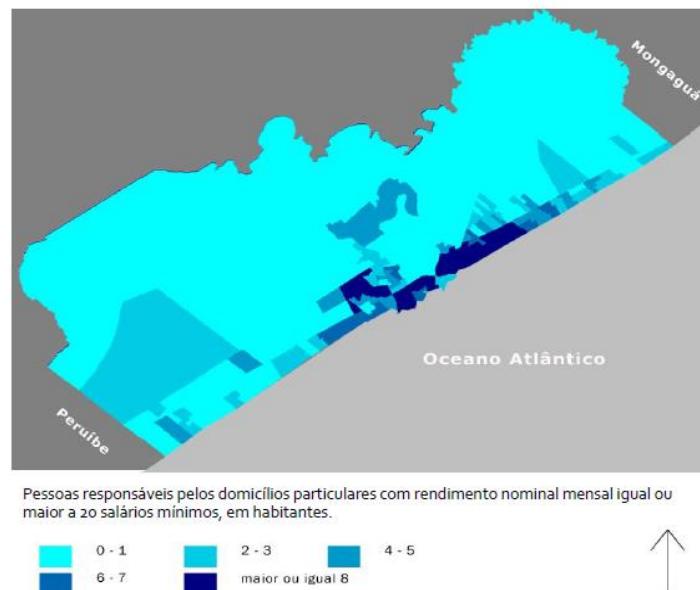 Mongaguá
Oceano Atlântico
Peruíbe
Pessoas responsáveis pelos domicílios particulares com rendimento nominal mensal igual ou
maior a 20 salários mínimos, em habitantes.
0 - 1
2 - 3
4 - 5
6 - 7
maior ou igual 8